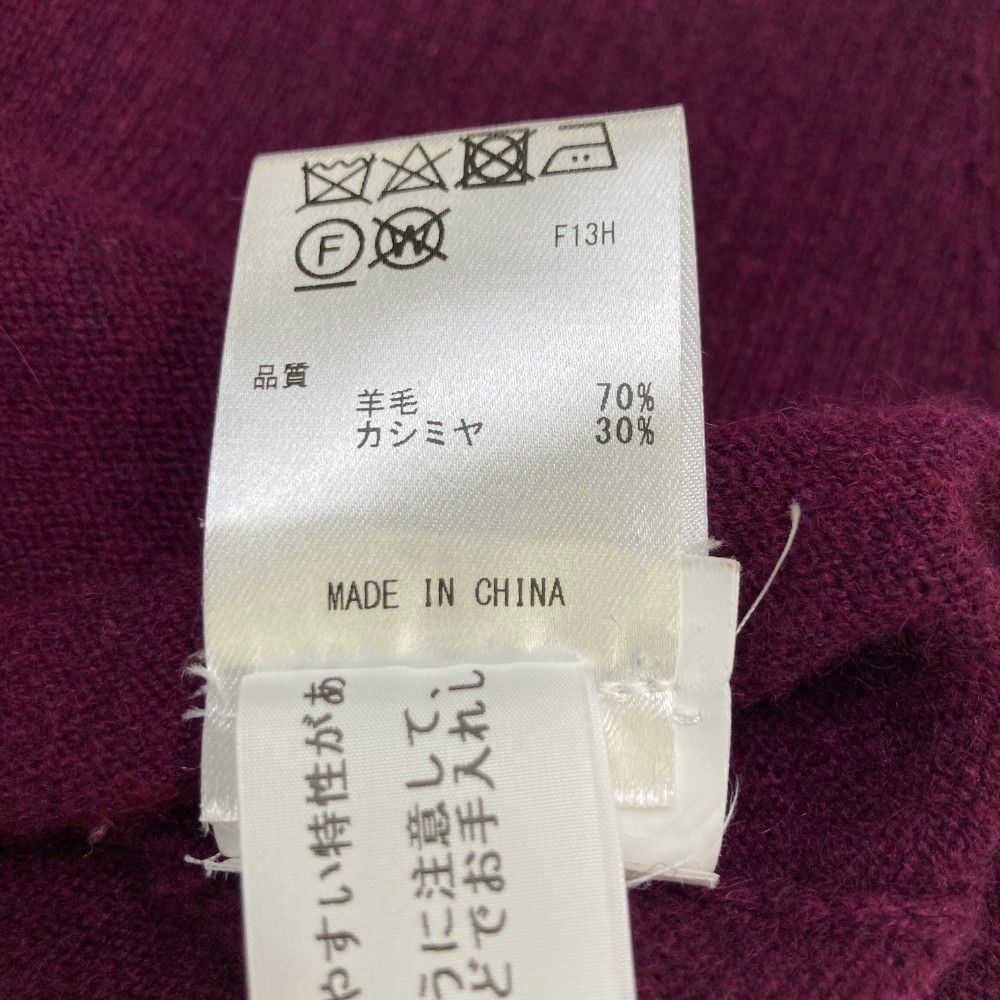 F
W
F13H
品質
羊毛 70%
カシミヤ 30%
MADE IN CHINA
やすい特性があ
うに注意して、
どでお手入れし